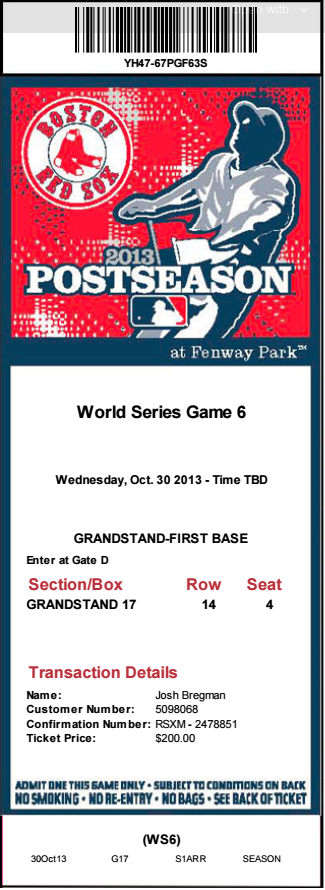 YH47-67PGF63S
BOSTON
RED SOX
2013
POSTSEASON
at Fenway Park™
World Series Game 6
Wednesday, Oct. 30 2013 - Time TBD
GRANDSTAND-FIRST BASE
Enter at Gate D
Section/Box Row Seat
GRANDSTAND 17 14 4
Transaction Details
Name: Josh Bregman
Customer Number: 5098068
Confirmation Number: RSXM - 2478851
Ticket Price: $200.00
ADMIT ONE THIS GAME ONLY • SUBJECT TO CONDITIONS ON BACK
NO SMOKING • NO RE-ENTRY • NO BAGS • SEE BACK OF TICKET
(WS6)
30Oct13 G17 S1ARR SEASON